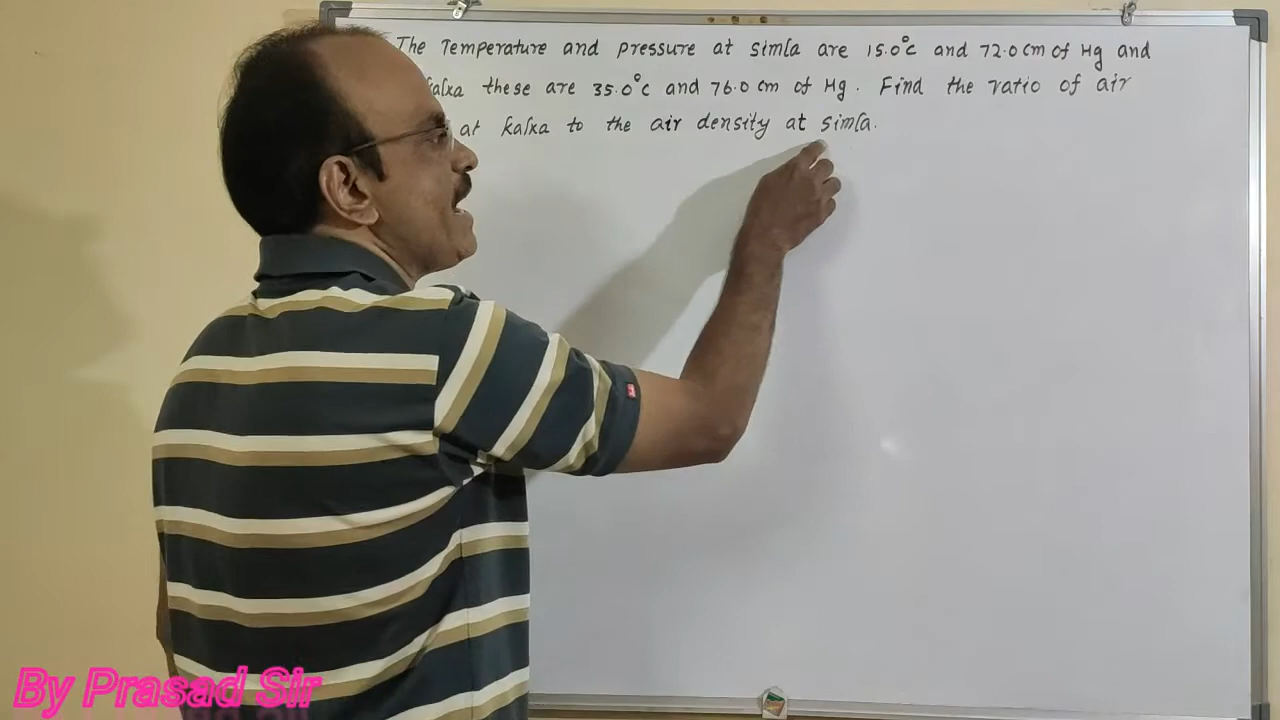 The Temperature and pressure at simla are 15.0°c and 72.0 cm of Hg and
kalka these are 35.0°c and 76.0 cm of Hg. Find the ratio of air
at kalka to the air density at simla.
By Prasad Sir